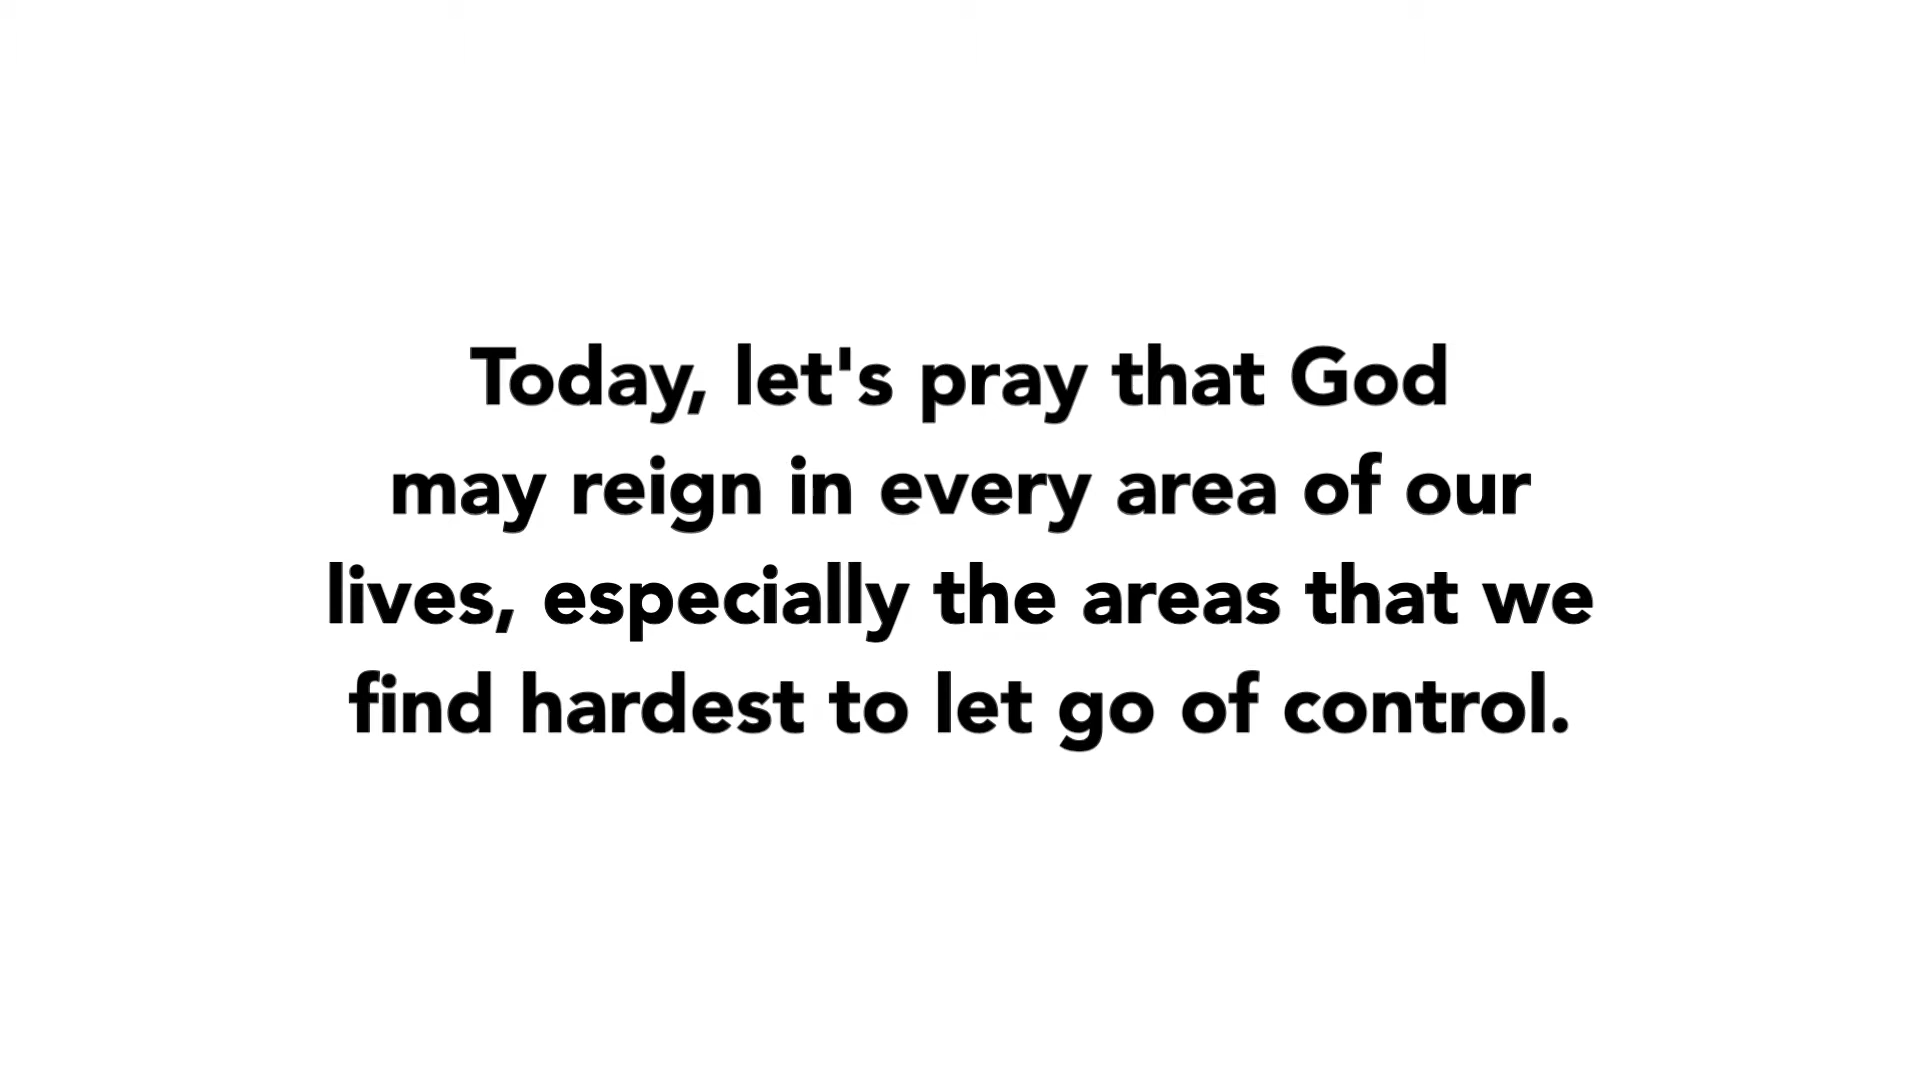 Today, let's pray that God
may reign in every area of our
lives, especially the areas that we
find hardest to let go of control.